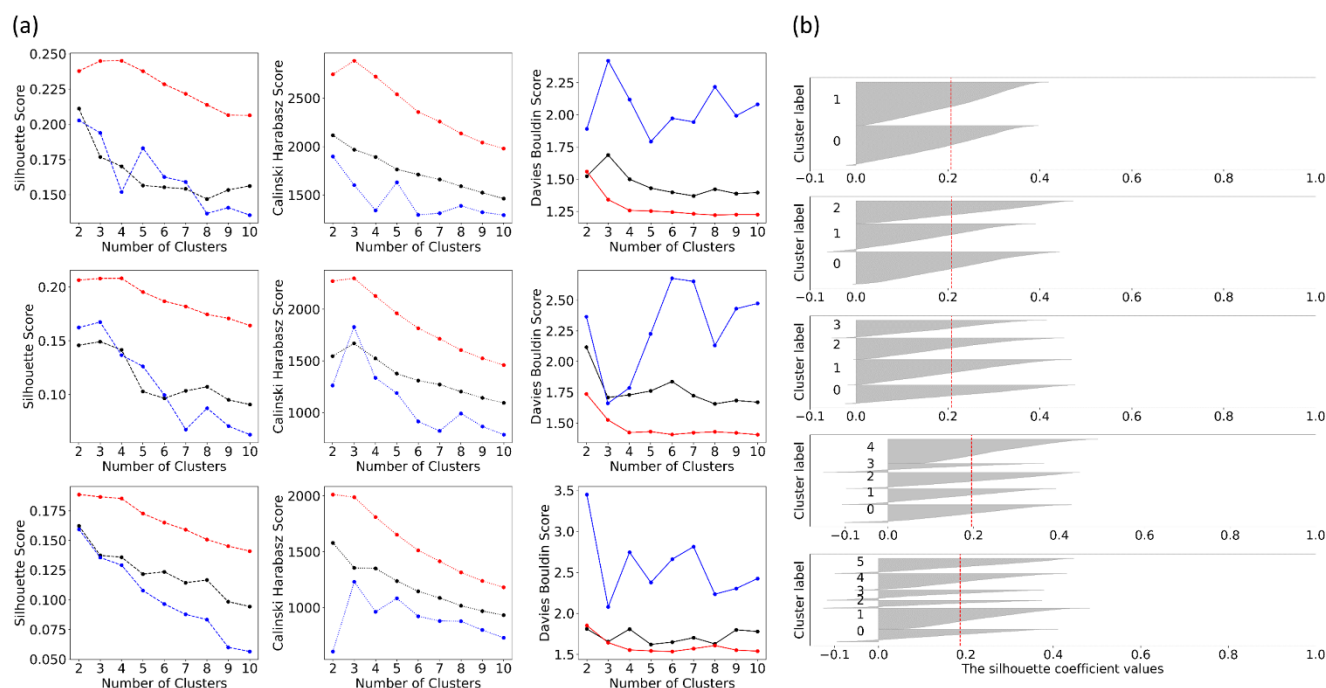 (a)
0.250
0.225
0.200
0.175
0.150
Silhouette Score
2 3 4 5 6 7 8 9 10
Number of Clusters
2500
2000
1500
Calinski Harabasz Score
2 3 4 5 6 7 8 9 10
Number of Clusters
2.42
2.25
2.00
1.75
1.50
1.25
Davies Bouldin Score
2 3 4 5 6 7 8 9 10
Number of Clusters
0.20
0.15
0.10
Silhouette Score
2 3 4 5 6 7 8 9 10
Number of Clusters
2000
1500
1000
Calinski Harabasz Score
2 3 4 5 6 7 8 9 10
Number of Clusters
2.50
2.25
2.00
1.75
1.50
Davies Bouldin Score
2 3 4 5 6 7 8 9 10
Number of Clusters
0.175
0.150
0.125
0.100
0.075
0.050
Silhouette Score
2 3 4 5 6 7 8 9 10
Number of Clusters
2000
1500
1000
Calinski Harabasz Score
2 3 4 5 6 7 8 9 10
Number of Clusters
3.5
3.0
2.5
2.0
1.5
Davies Bouldin Score
2 3 4 5 6 7 8 9 10
Number of Clusters
(b)
Cluster label
1
0
−0.1 0.0 0.2 0.4 0.6 0.8 1.0
Cluster label
2
1
0
−0.1 0.0 0.2 0.4 0.6 0.8 1.0
Cluster label
3
2
1
0
−0.1 0.0 0.2 0.4 0.6 0.8 1.0
Cluster label
4
3
2
1
0
−0.1 0.0 0.2 0.4 0.6 0.8 1.0
Cluster label
5
4
3
2
1
0
−0.1 0.0 0.2 0.4 0.6 0.8 1.0
The silhouette coefficient values